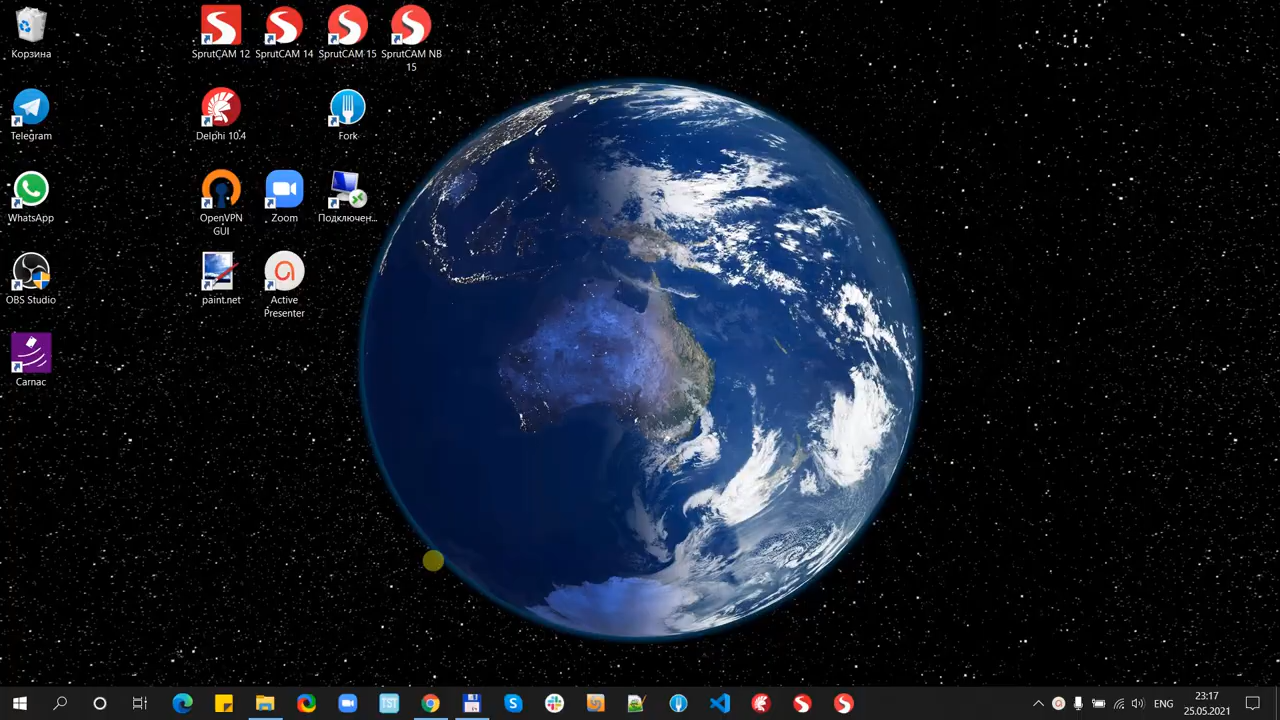 Корзина
SprutCAM 12
SprutCAM 14
SprutCAM 15
SprutCAM NB
15
Telegram
Delphi 10.4
Fork
WhatsApp
OpenVPN
GUI
Zoom
Подключен...
OBS Studio
paint.net
Active
Presenter
Carnac
TST
ENG
23:17
25.05.2021